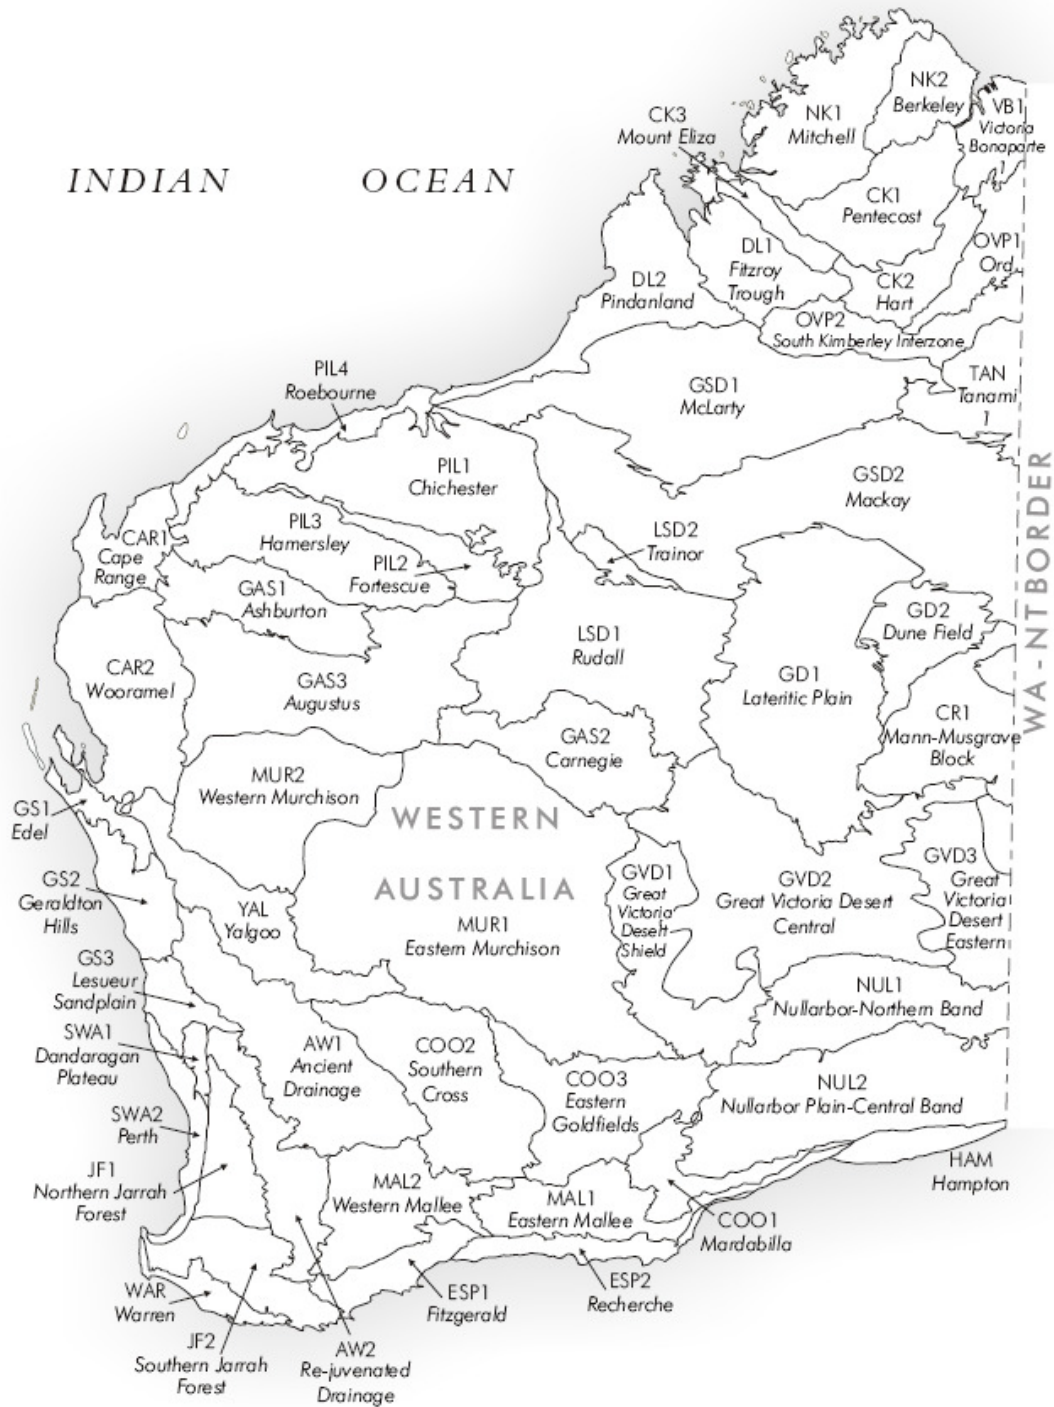 NK2
Berkeley
VB1
Victoria
Bonaparte
1
NK1
Mitchell
CK3
Mount Eliza
INDIAN OCEAN
CK1
Pentecost
OVP1
Ord
DL1
Fitzroy
Trough
CK2
Hart
DL2
Pindanland
OVP2
South Kimberley Interzone
PIL4
Roebourne
TAN
Tanami
1
GSD1
McLarty
PIL1
Chichester
GSD2
Mackay
WA-NT BORDER
PIL3
Hamersley
LSD2
Trainor
CAR1
Cape
Range
PIL2
Fortescue
GAS1
Ashburton
GD2
Dune Field
LSD1
Rudall
CAR2
Wooramel
GAS3
Augustus
GD1
Lateritic Plain
CR1
Mann-Musgrave
Block
GAS2
Carnegie
MUR2
Western Murchison
GS1
Edel
WESTERN
AUSTRALIA
GVD1
Great
Victoria
Desert
Shield
GVD2
Great Victoria Desert
Central
GVD3
Great
Victoria
Desert
Eastern
GS2
Geraldton
Hills
YAL
Yalgoo
MUR1
Eastern Murchison
GS3
Lesueur
Sandplain
NUL1
Nullarbor-Northern Band
SWA1
Dandaragan
Plateau
AW1
Ancient
Drainage
COO2
Southern
Cross
COO3
Eastern
Goldfields
NUL2
Nullarbor Plain-Central Band
SWA2
Perth
JF1
Northern Jarrah
Forest
MAL2
Western Mallee
MAL1
Eastern Mallee
HAM
Hampton
COO1
Mardabilla
WAR
Warren
ESP1
Fitzgerald
ESP2
Recherche
JF2
Southern Jarrah
Forest
AW2
Re-juvenated
Drainage